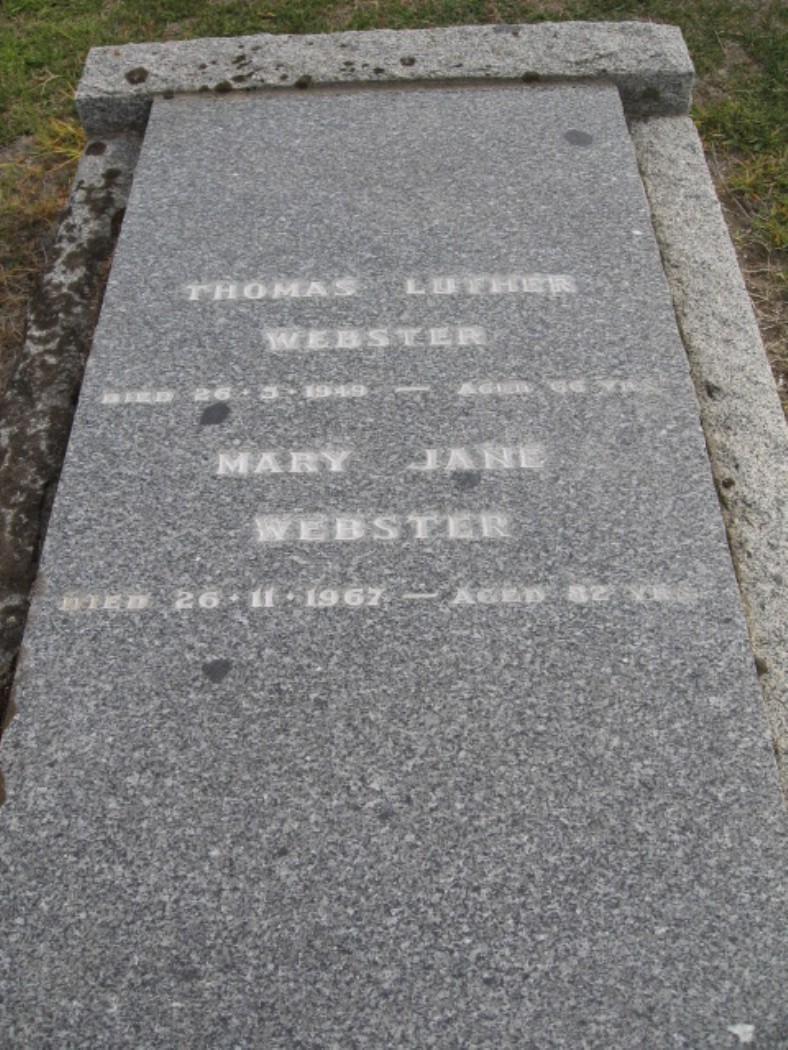 THOMAS LUTHER
WEBSTER
DIED 26·5·1949 — AGED 66 YRS
MARY JANE
WEBSTER
DIED 26·11·1967 — AGED 82 YRS